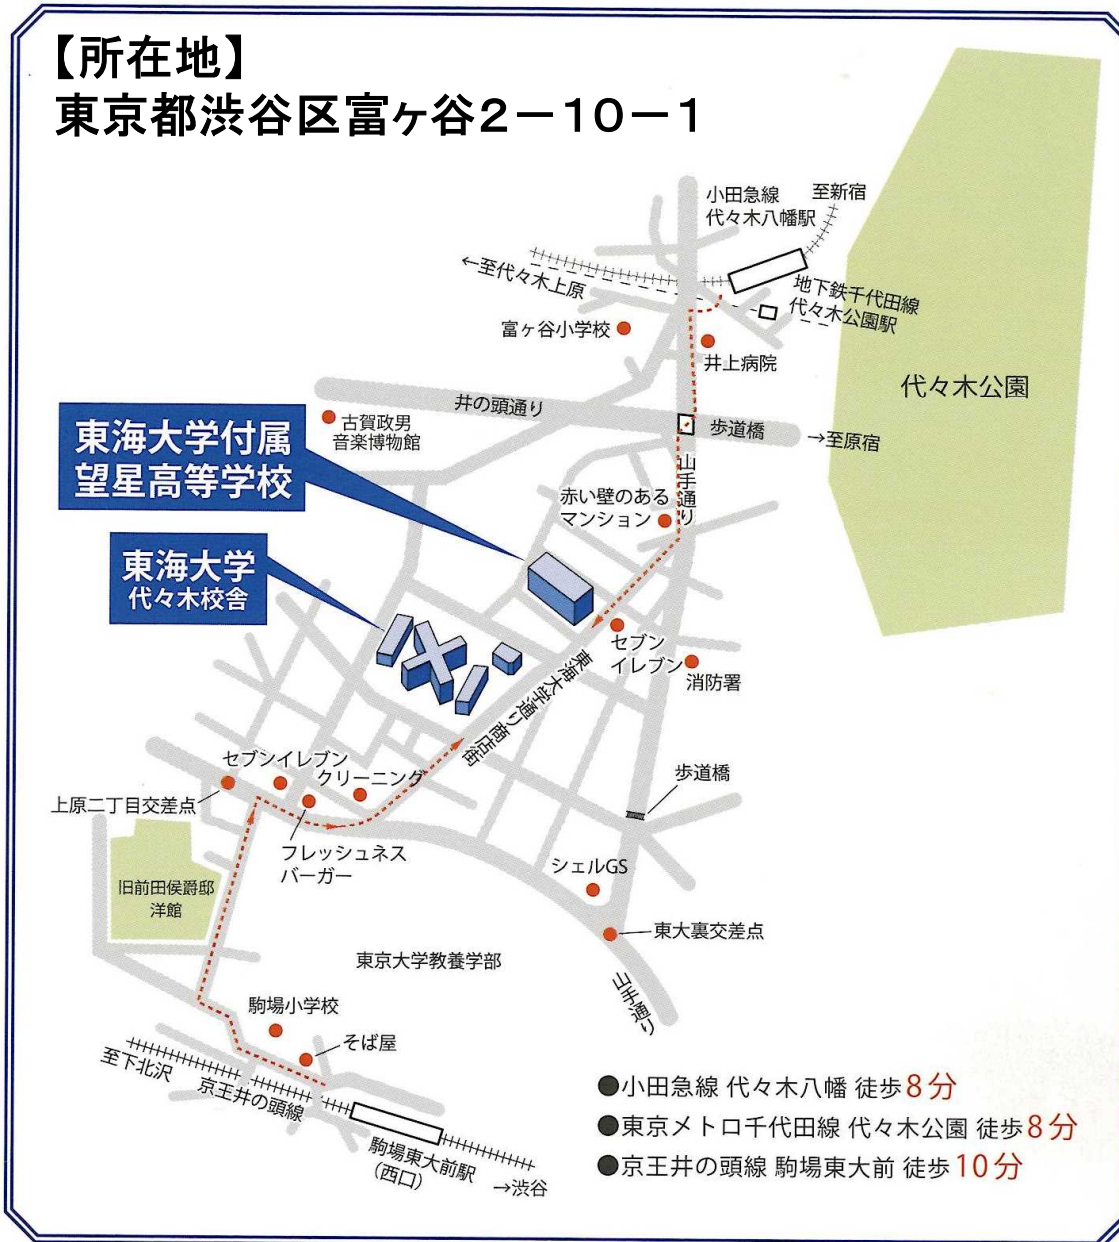 【所在地】
東京都渋谷区富ヶ谷2－10－1
小田急線
代々木八幡駅
至新宿
←至代々木上原
地下鉄千代田線
代々木公園駅
富ヶ谷小学校
井上病院
代々木公園
井の頭通り
古賀政男
音楽博物館
歩道橋
→至原宿
東海大学付属
望星高等学校
山手通り
赤い壁のある
マンション
東海大学
代々木校舎
セブン
イレブン
消防署
東海大学通り商店街
セブンイレブン
クリーニング
上原二丁目交差点
歩道橋
フレッシュネス
バーガー
シェルGS
旧前田侯爵邸
洋館
東大裏交差点
東京大学教養学部
山手通り
駒場小学校
そば屋
至下北沢
京王井の頭線
駒場東大前駅
（西口）
→渋谷
●小田急線 代々木八幡 徒歩8分
●東京メトロ千代田線 代々木公園 徒歩8分
●京王井の頭線 駒場東大前 徒歩10分